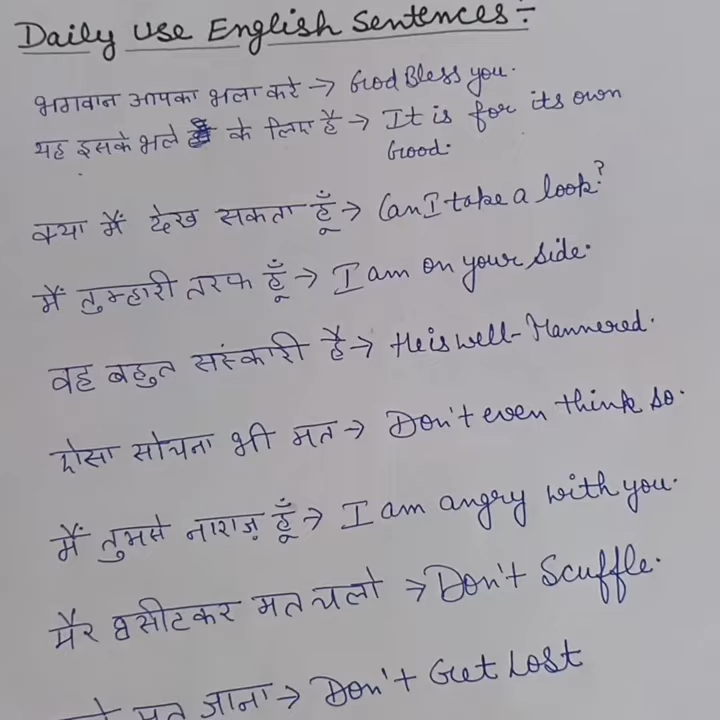 Daily Use English Sentences:-
भगवान आपका भला करे → God Bless you.
यह इसके भले के लिए है → It is for its own
Good.
क्या मैं देख सकता हूँ → Can I take a look?
मैं तुम्हारी तरफ हूँ → I am on your side.
वह बहुत संस्कारी है → He is well-Mannered.
ऐसा सोचना भी मत → Don't even think so.
मैं तुमसे नाराज़ हूँ → I am angry with you.
पैर घसीटकर मत चलो → Don't Scuffle.
मत जाना → Don't Get Lost